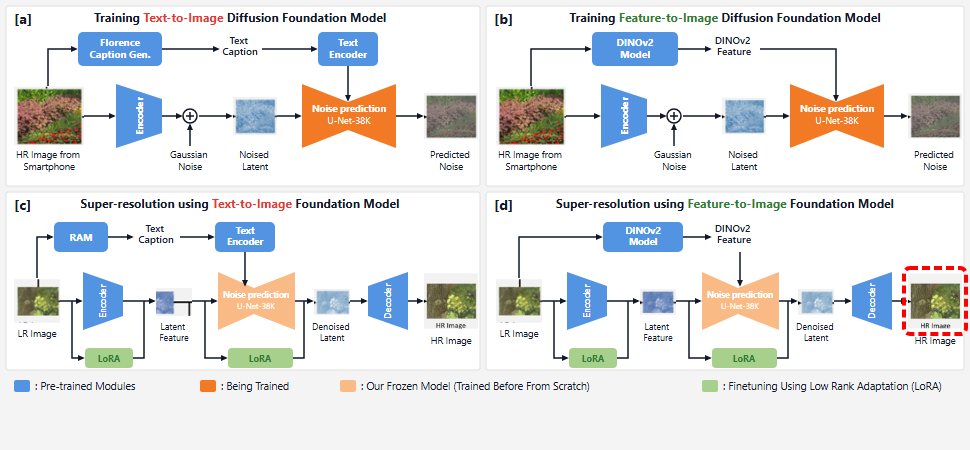 [a] Training Text-to-Image Diffusion Foundation Model
Florence
Caption Gen.
Text
Caption
Text
Encoder
Encoder
Noise prediction
U-Net-38K
HR Image from
Smartphone
Gaussian
Noise
Noised
Latent
Predicted
Noise
[b] Training Feature-to-Image Diffusion Foundation Model
DINOv2
Model
DINOv2
Feature
Encoder
Noise prediction
U-Net-38K
HR Image from
Smartphone
Gaussian
Noise
Noised
Latent
Predicted
Noise
[c] Super-resolution using Text-to-Image Foundation Model
RAM
Text
Caption
Text
Encoder
Encoder
Noise prediction
U-Net-38K
Decoder
LR Image
Latent
Feature
Denoised
Latent
HR Image
HR Image
LoRA
LoRA
[d] Super-resolution using Feature-to-Image Foundation Model
DINOv2
Model
DINOv2
Feature
Encoder
Noise prediction
U-Net-38K
Decoder
LR Image
Latent
Feature
Denoised
Latent
HR Image
HR Image
LoRA
LoRA
: Pre-trained Modules
: Being Trained
: Our Frozen Model (Trained Before From Scratch)
: Finetuning Using Low Rank Adaptation (LoRA)